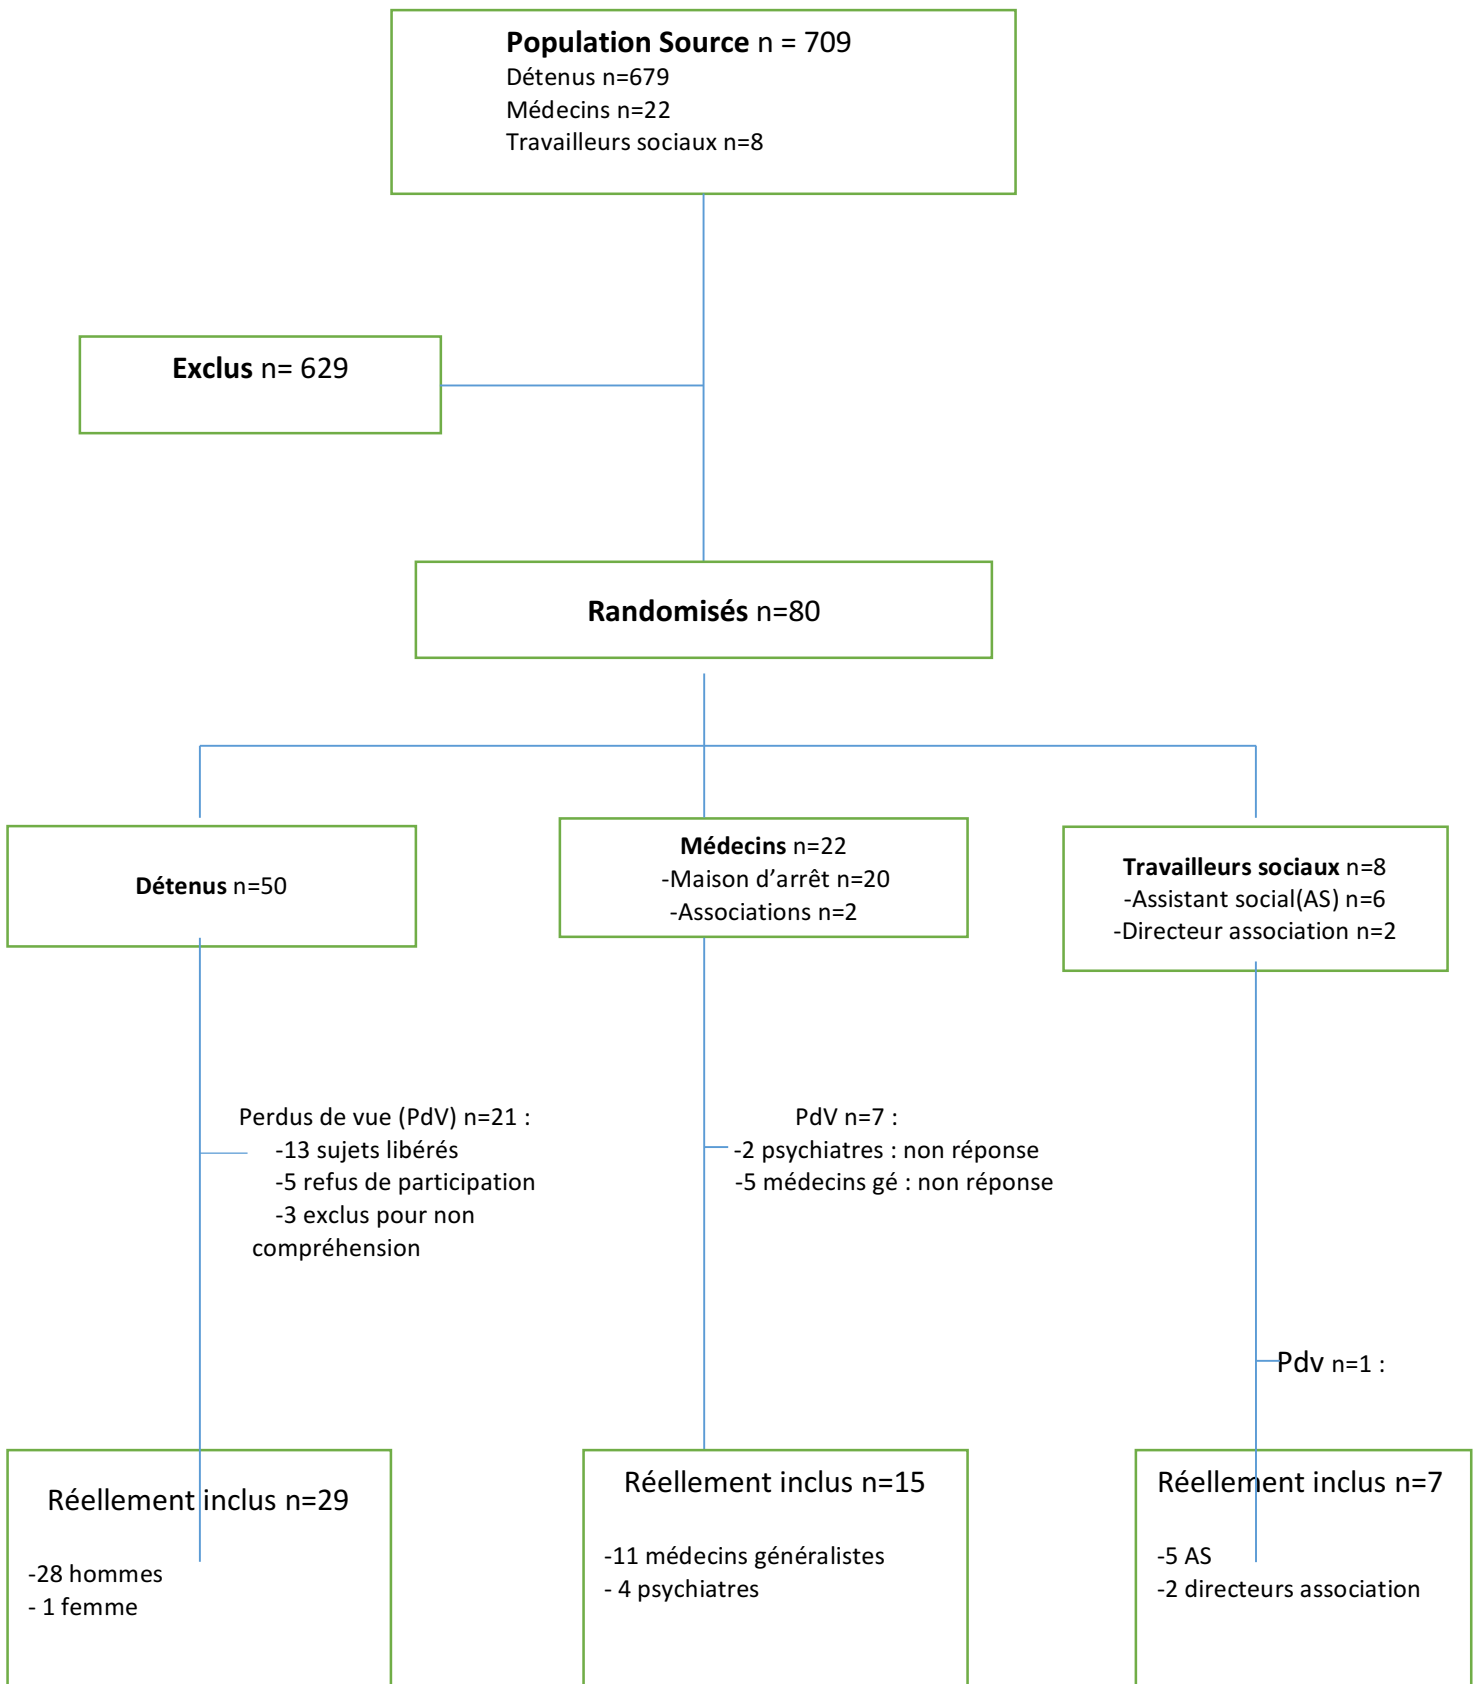 Population Source n = 709
Détenus n=679
Médecins n=22
Travailleurs sociaux n=8
Exclus n= 629
Randomisés n=80
Détenus n=50
Médecins n=22
-Maison d’arrêt n=20
-Associations n=2
Travailleurs sociaux n=8
-Assistant social(AS) n=6
-Directeur association n=2
Perdus de vue (PdV) n=21 :
-13 sujets libérés
-5 refus de participation
-3 exclus pour non
compréhension
PdV n=7 :
-2 psychiatres : non réponse
-5 médecins gé : non réponse
Pdv n=1 :
Réellement inclus n=29
-28 hommes
- 1 femme
Réellement inclus n=15
-11 médecins généralistes
- 4 psychiatres
Réellement inclus n=7
-5 AS
-2 directeurs association